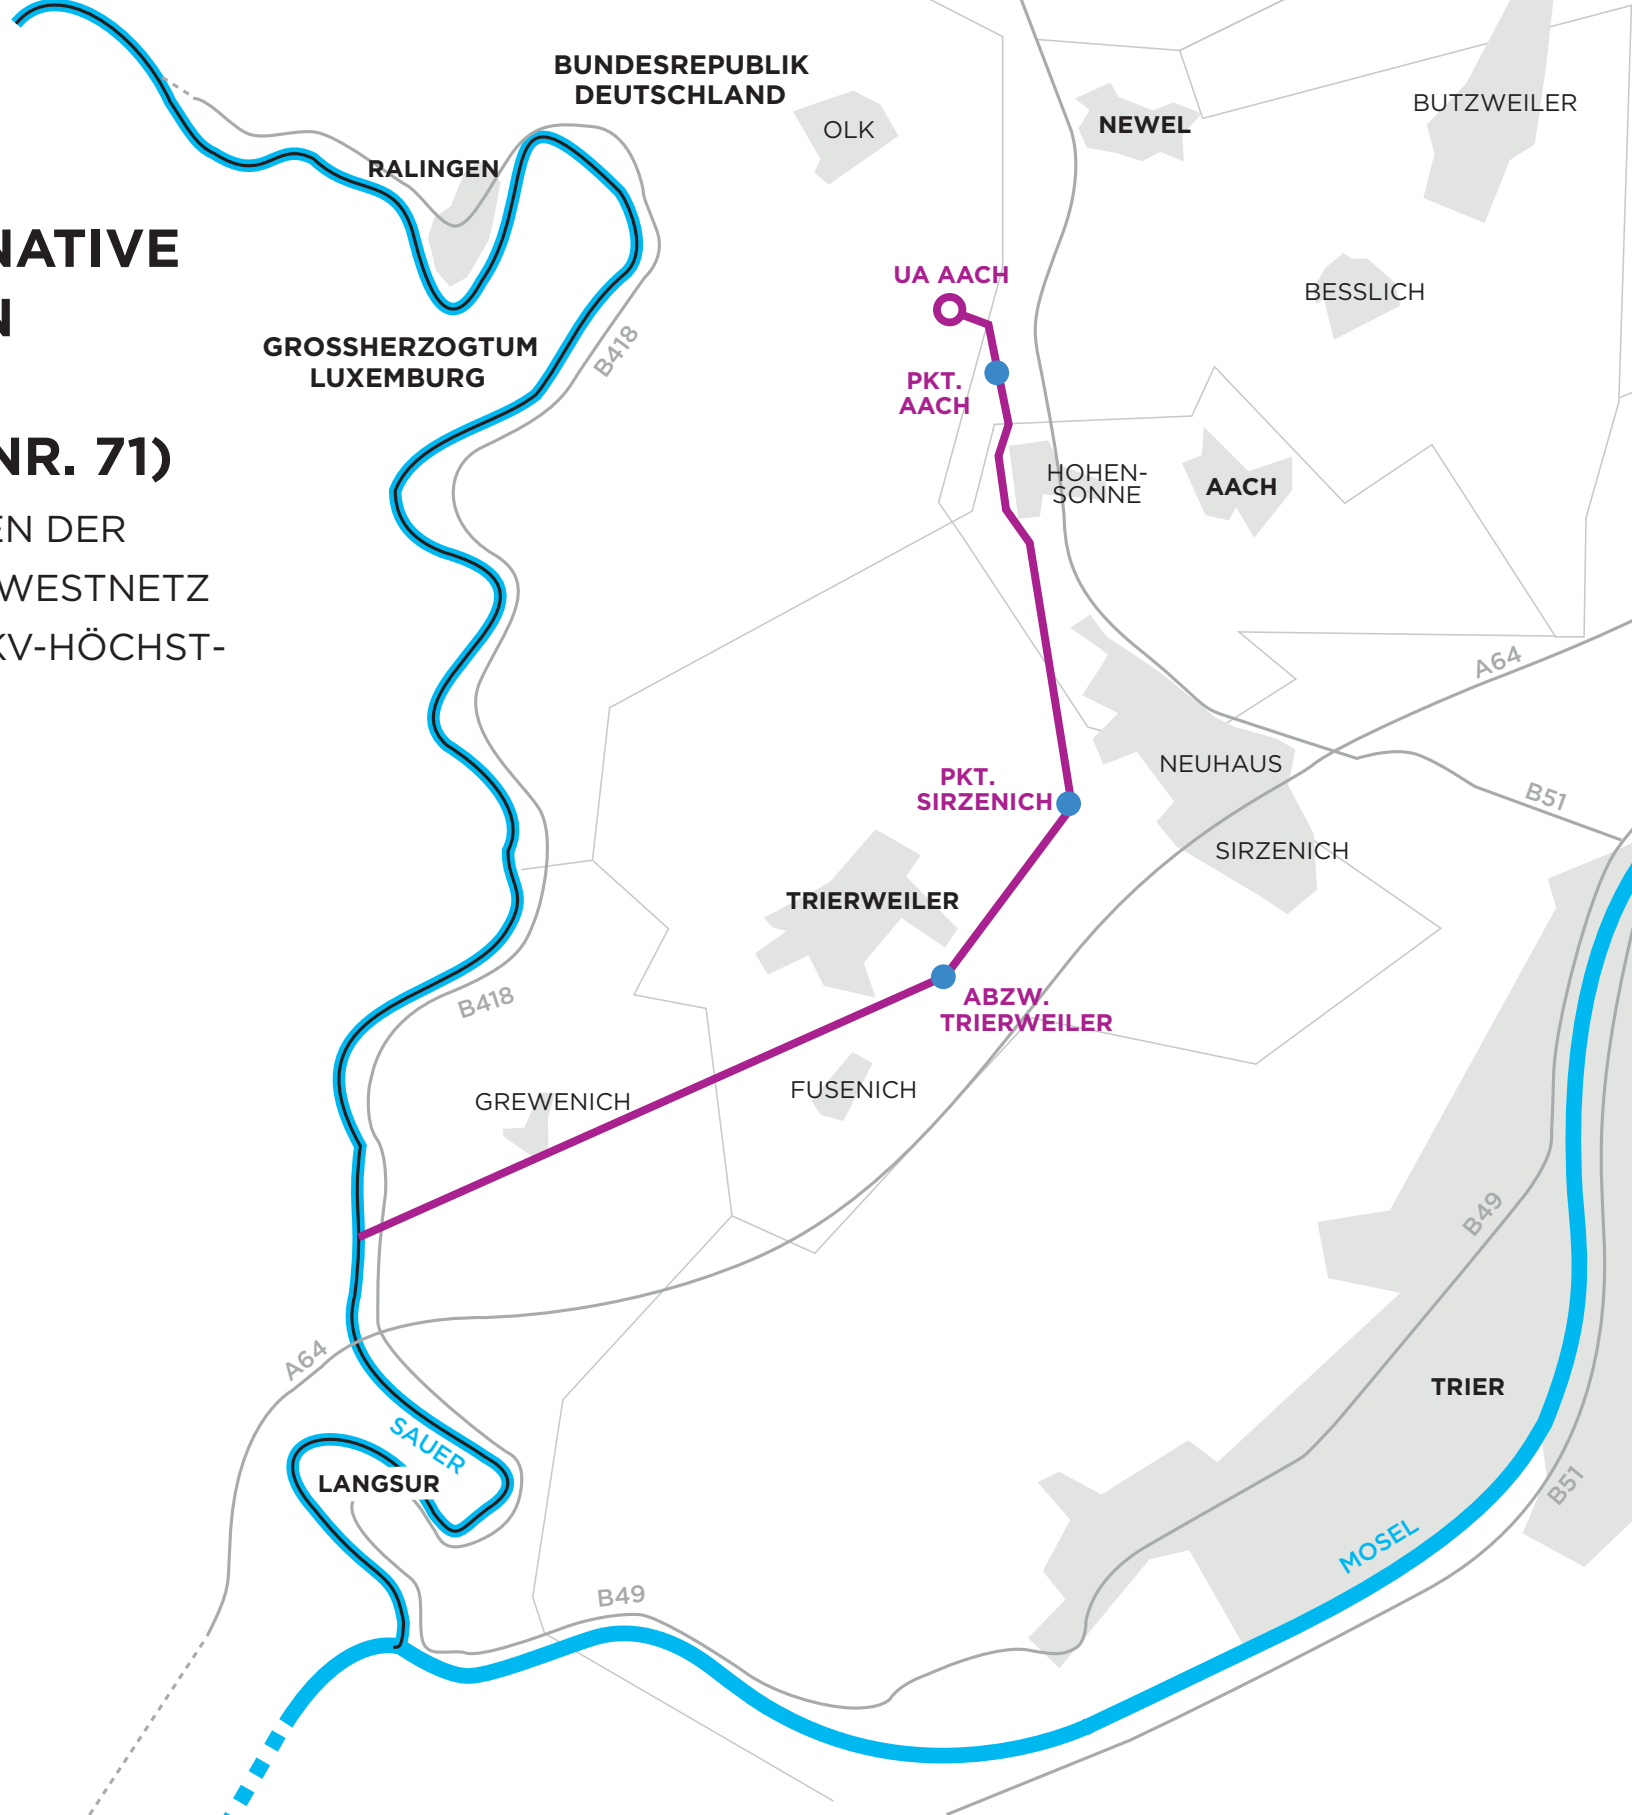 BUNDESREPUBLIK
DEUTSCHLAND
OLK
NEWEL
BUTZWEILER
RALINGEN
NATIVE
N
NR. 71)
EN DER
WESTNETZ
KV-HÖCHST-
GROSSHERZOGTUM
LUXEMBURG
B418
UA AACH
BESSLICH
PKT.
AACH
HOHEN-
SONNE
AACH
A64
NEUHAUS
PKT.
SIRZENICH
B51
SIRZENICH
TRIERWEILER
B418
ABZW.
TRIERWEILER
FUSENICH
GREWENICH
B49
A64
TRIER
SAUER
LANGSUR
B51
MOSEL
B49